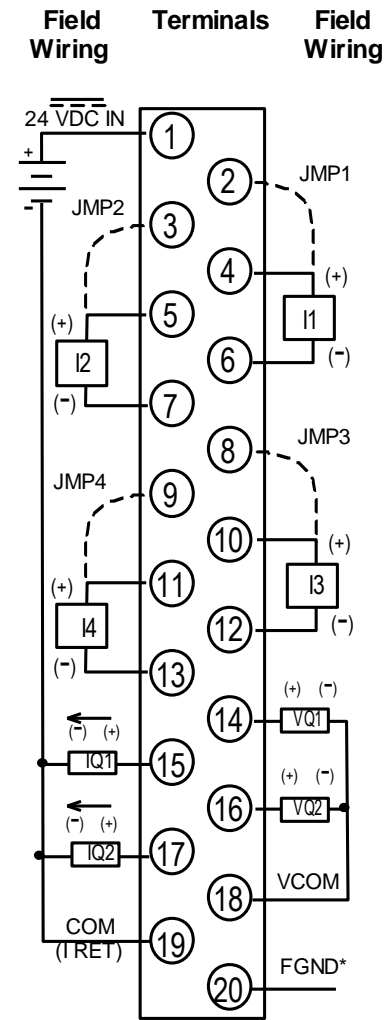 Field Wiring
Terminals
Field Wiring
24 VDC IN
+
-
1
2
JMP1
JMP2
3
4
(+)
I1
5
(+)
I2
6
(-)
7
(-)
8
JMP3
JMP4
9
10
(+)
I3
11
(+)
I4
12
(-)
13
(-)
14
(+) (-)
VQ1
(-) (+)
IQ1
15
16
(+) (-)
VQ2
(-) (+)
IQ2
17
18
VCOM
COM
(I RET)
19
20
FGND*